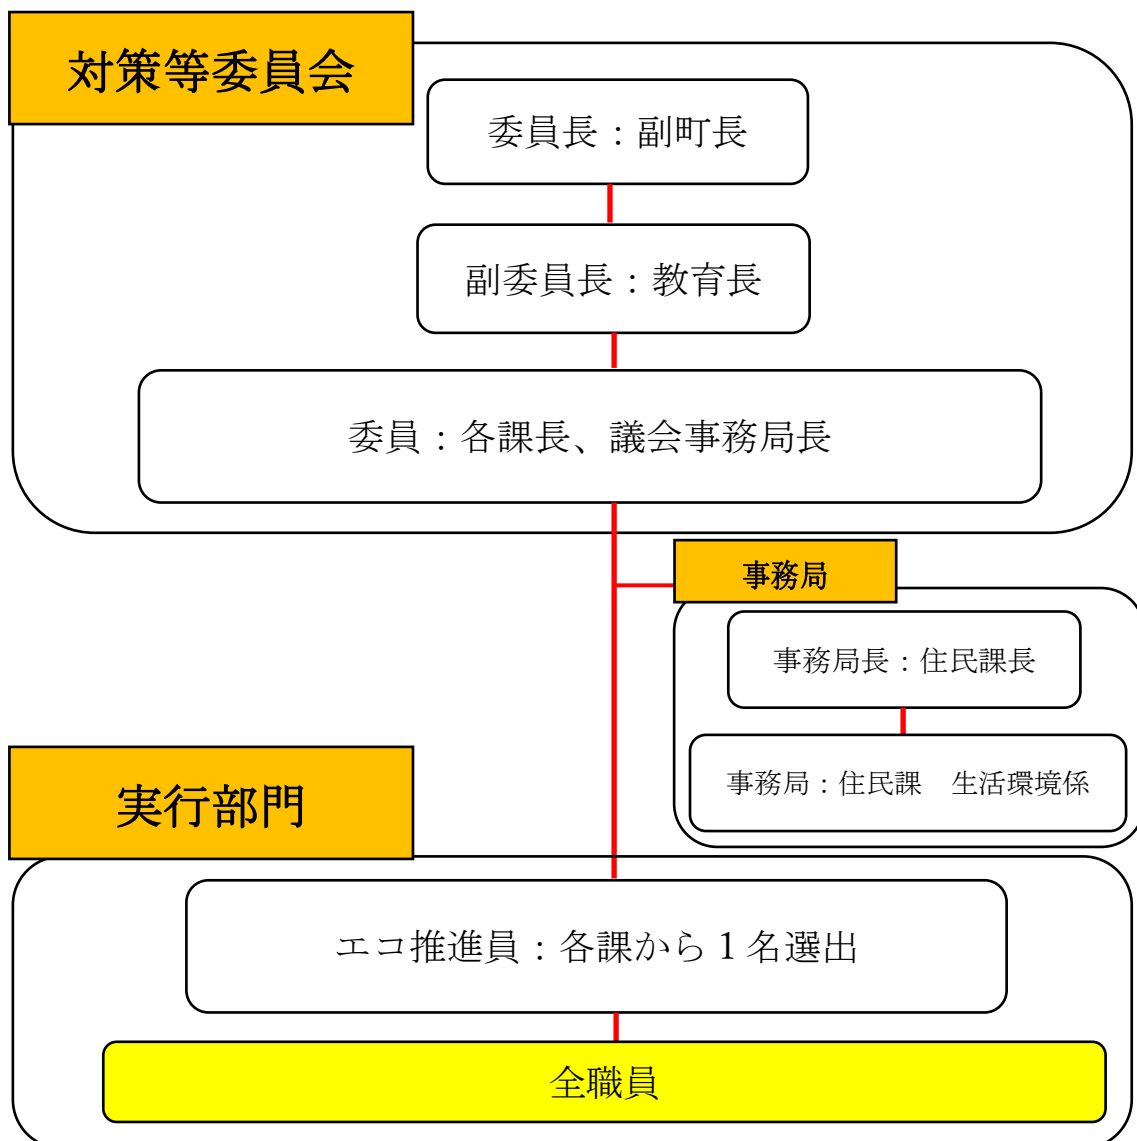 対策等委員会
委員長：副町長
副委員長：教育長
委員：各課長、議会事務局長
事務局
事務局長：住民課長
事務局：住民課　生活環境係
実行部門
エコ推進員：各課から１名選出
全職員